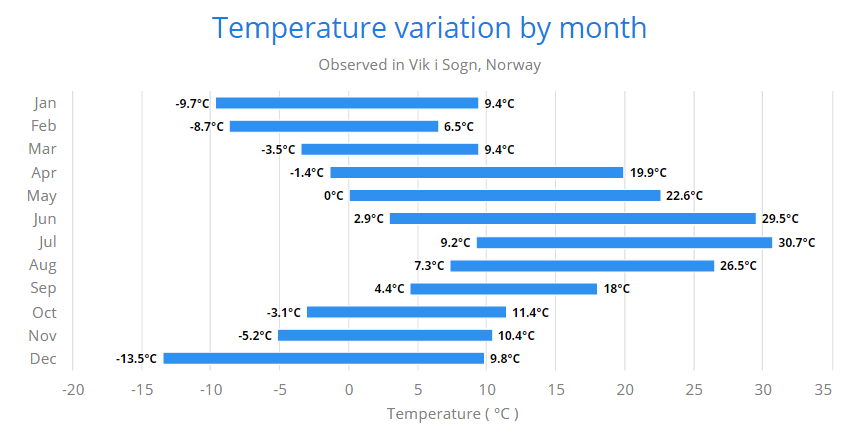 Temperature variation by month
Observed in Vik i Sogn, Norway
Jan -9.7°C 9.4°C
Feb -8.7°C 6.5°C
Mar -3.5°C 9.4°C
Apr -1.4°C 19.9°C
May 0°C 22.6°C
Jun 2.9°C 29.5°C
Jul 9.2°C 30.7°C
Aug 7.3°C 26.5°C
Sep 4.4°C 18°C
Oct -3.1°C 11.4°C
Nov -5.2°C 10.4°C
Dec -13.5°C 9.8°C
-20 -15 -10 -5 0 5 10 15 20 25 30 35
Temperature ( °C )